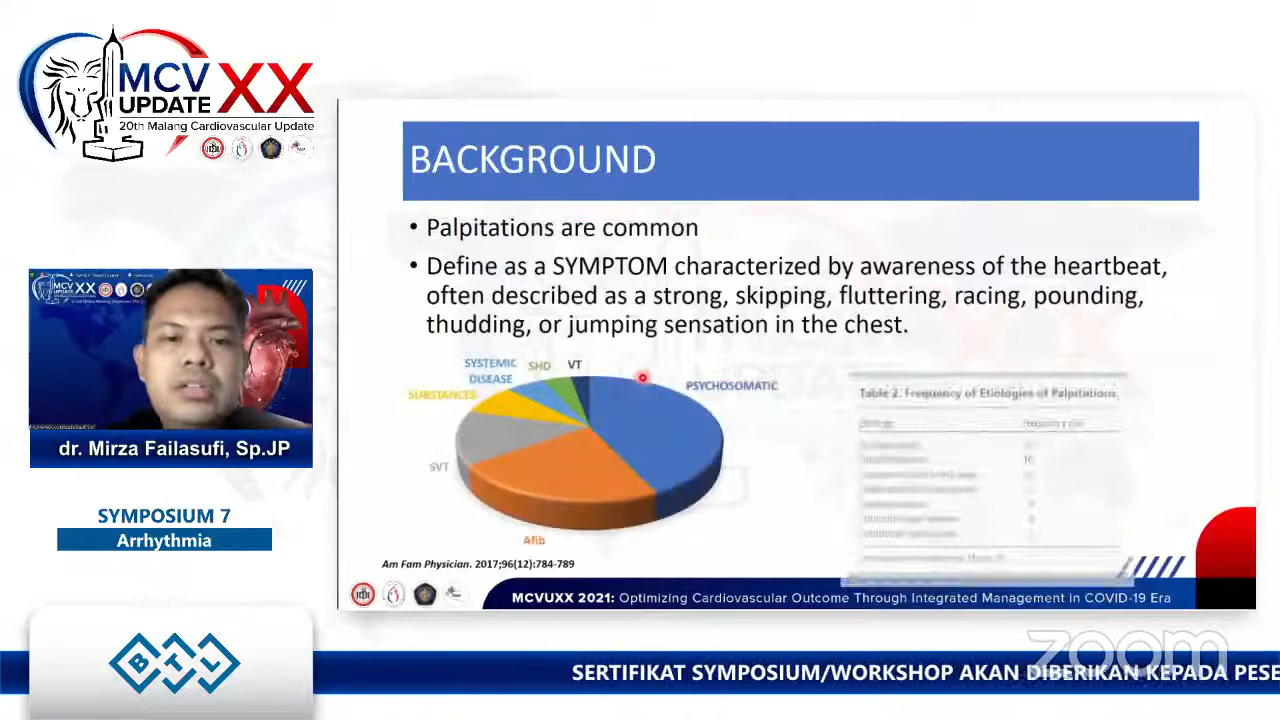 MCV
UPDATE
XX
20th Malang Cardiovascular Update
dr. Mirza Failasufi, Sp.JP
SYMPOSIUM 7
Arrhythmia
BTL
BACKGROUND
• Palpitations are common
• Define as a SYMPTOM characterized by awareness of the heartbeat,
often described as a strong, skipping, fluttering, racing, pounding,
thudding, or jumping sensation in the chest.
SYSTEMIC
DISEASE
SHD
VT
PSYCHOSOMATIC
SUBSTANCES
SVT
Afib
Table 2. Frequency of Etiologies of Palpitations
Am Fam Physician. 2017;96(12):784-789
MCVUXX 2021: Optimizing Cardiovascular Outcome Through Integrated Management in COVID-19 Era
zoom
SERTIFIKAT SYMPOSIUM/WORKSHOP AKAN DIBERIKAN KEPADA PESE